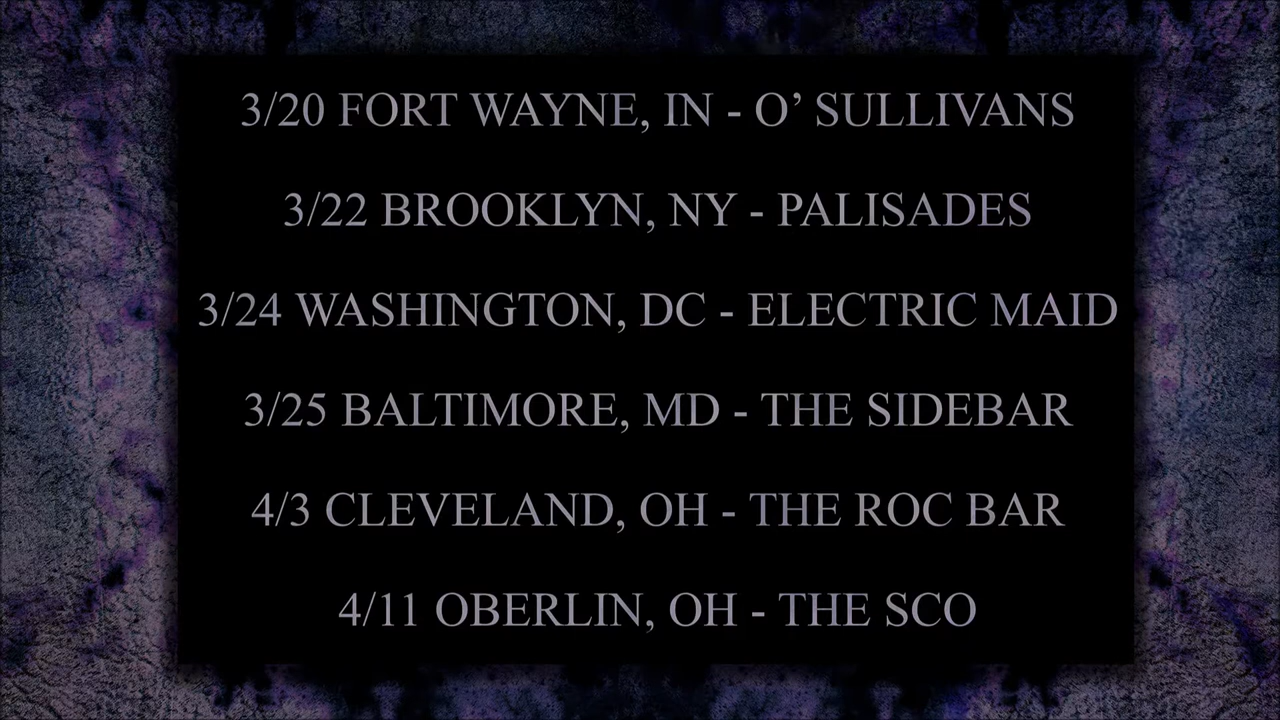 3/20 FORT WAYNE, IN - O’ SULLIVANS
3/22 BROOKLYN, NY - PALISADES
3/24 WASHINGTON, DC - ELECTRIC MAID
3/25 BALTIMORE, MD - THE SIDEBAR
4/3 CLEVELAND, OH - THE ROC BAR
4/11 OBERLIN, OH - THE SCO